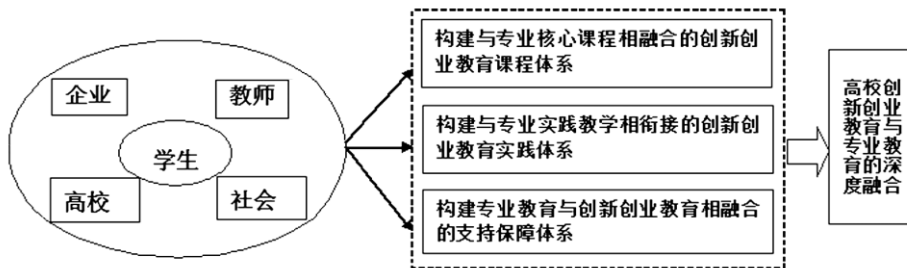 企业
教师
学生
高校
社会
构建与专业核心课程相融合的创新创
业教育课程体系
构建与专业实践教学相衔接的创新创
业教育实践体系
构建专业教育与创新创业教育相融合
的支持保障体系
高校创
新创业
教育与
专业教
育的深
度融合